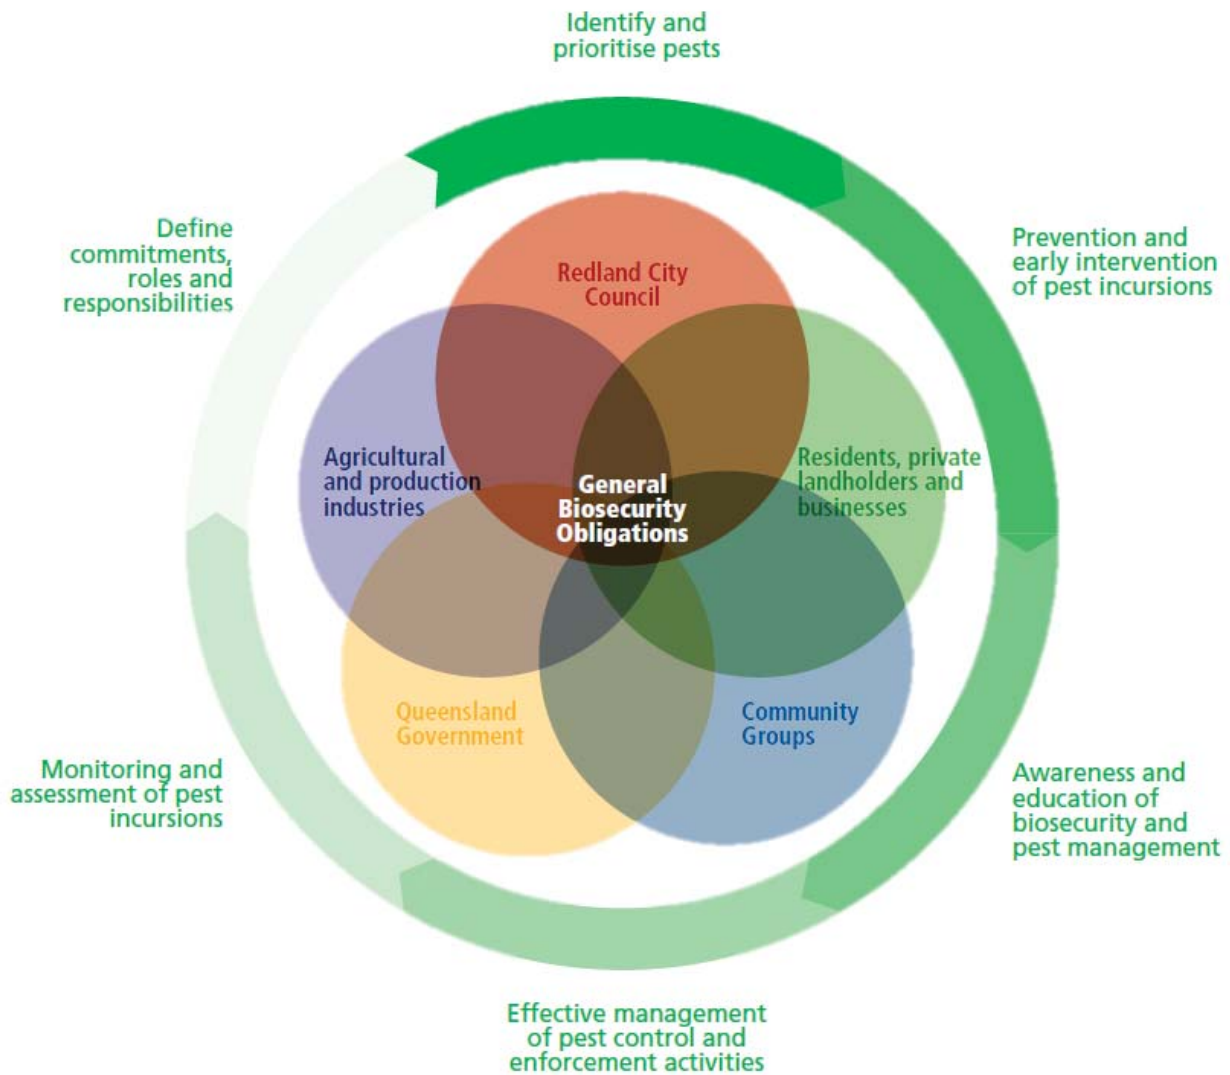 Identify and
prioritise pests
Define
commitments,
roles and
responsibilities
Prevention and
early intervention
of pest incursions
Redland City
Council
Agricultural
and production
industries
Residents, private
landholders and
businesses
General
Biosecurity
Obligations
Queensland
Government
Community
Groups
Monitoring and
assessment of pest
incursions
Awareness and
education of
biosecurity and
pest management
Effective management
of pest control and
enforcement activities